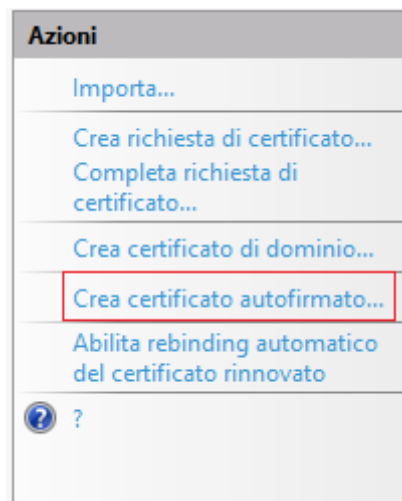 Azioni
Importa...
Crea richiesta di certificato...
Completa richiesta di
certificato...
Crea certificato di dominio...
Crea certificato autofirmato...
Abilita rebinding automatico
del certificato rinnovato
? ?